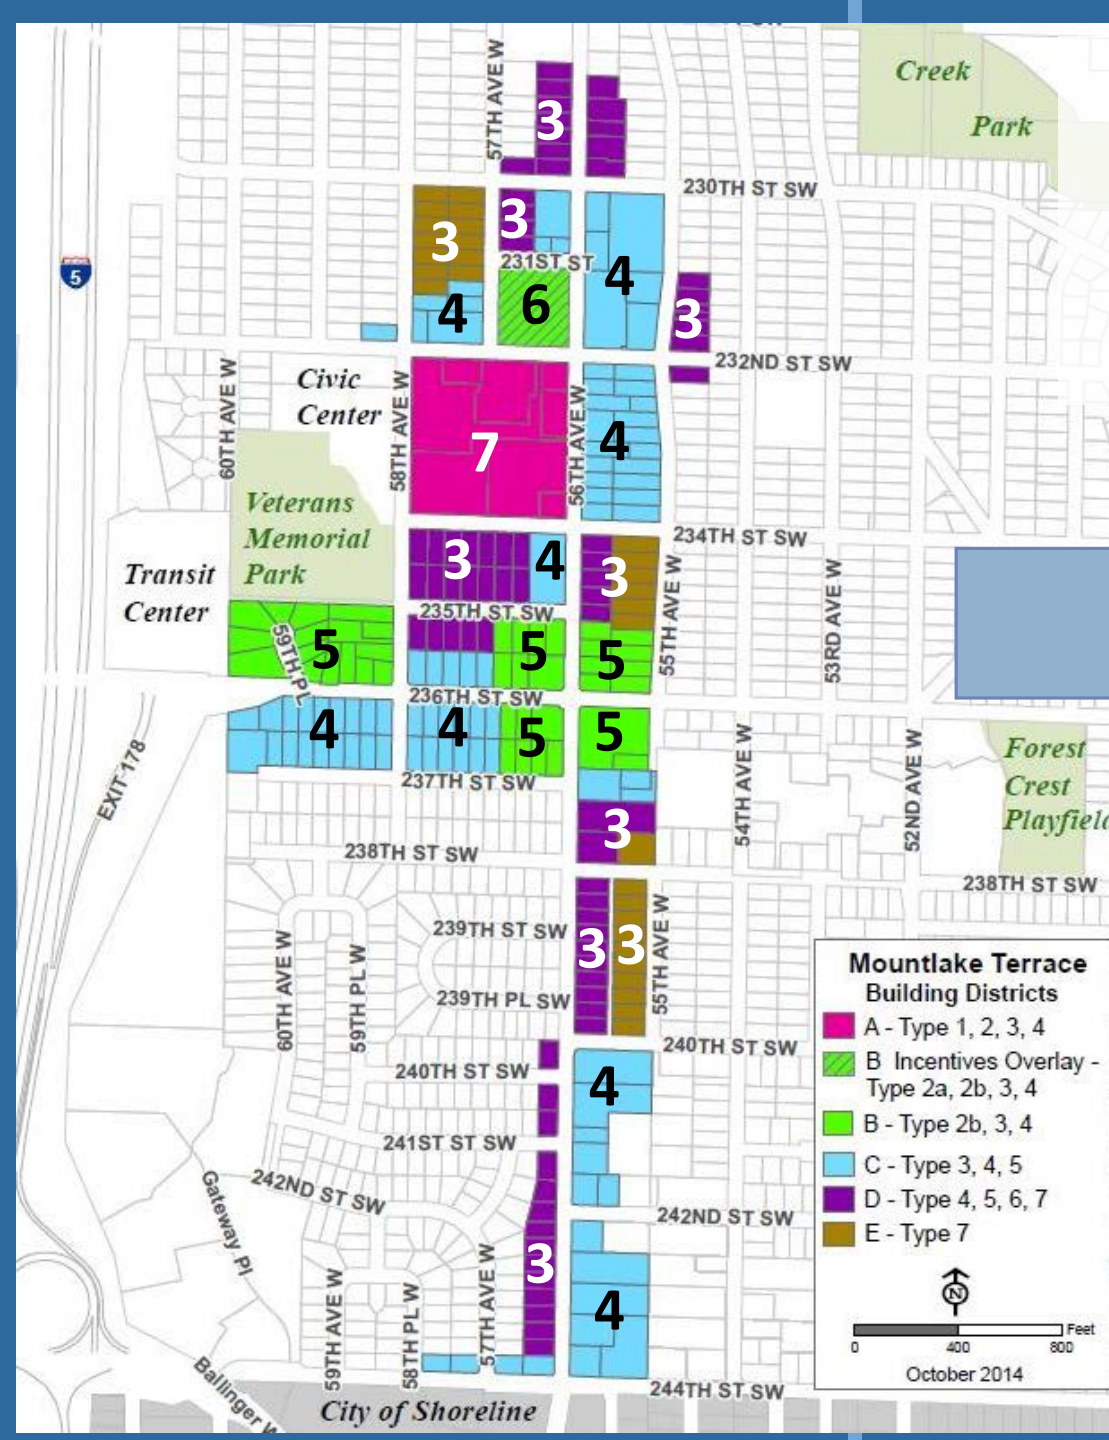 Creek
Park
57TH AVE W
3
230TH ST SW
3
3
231ST ST
4
6
4
3
5
232ND ST SW
Civic
Center
60TH AVE W
58TH AVE W
56TH AVE W
7
4
Veterans
Memorial
Park
234TH ST SW
Transit
Center
3
4
3
235TH ST SW
55TH AVE W
53RD AVE W
59TH PL
5
5
5
236TH ST SW
4
4
5
5
237TH ST SW
EXIT 178
54TH AVE W
52ND AVE W
Forest
Crest
Playfield
3
238TH ST SW
238TH ST SW
239TH ST SW
3
3
55TH AVE W
60TH AVE W
59TH PL W
239TH PL SW
240TH ST SW
240TH ST SW
4
241ST ST SW
242ND ST SW
242ND ST SW
Gateway Pl
3
57TH AVE W
59TH AVE W
58TH PL W
4
244TH ST SW
Ballinger W
City of Shoreline
Mountlake Terrace
Building Districts
A - Type 1, 2, 3, 4
B Incentives Overlay -
Type 2a, 2b, 3, 4
B - Type 2b, 3, 4
C - Type 3, 4, 5
D - Type 4, 5, 6, 7
E - Type 7
N
Feet
0 400 800
October 2014